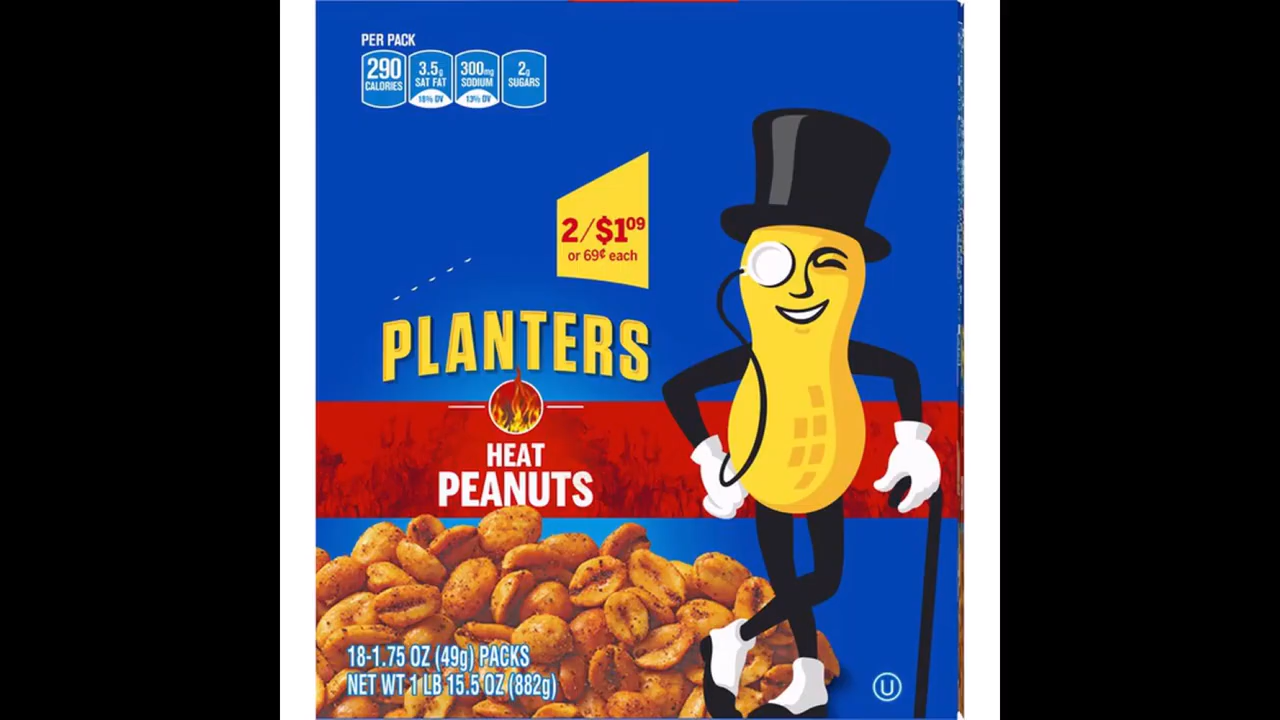 PER PACK
290 CALORIES
3.5g SAT FAT 18% DV
300mg SODIUM 13% DV
2g SUGARS
2/$1.09
or 69¢ each
PLANTERS
HEAT
PEANUTS
18-1.75 OZ (49g) PACKS
NET WT 1 LB 15.5 OZ (882g)
U